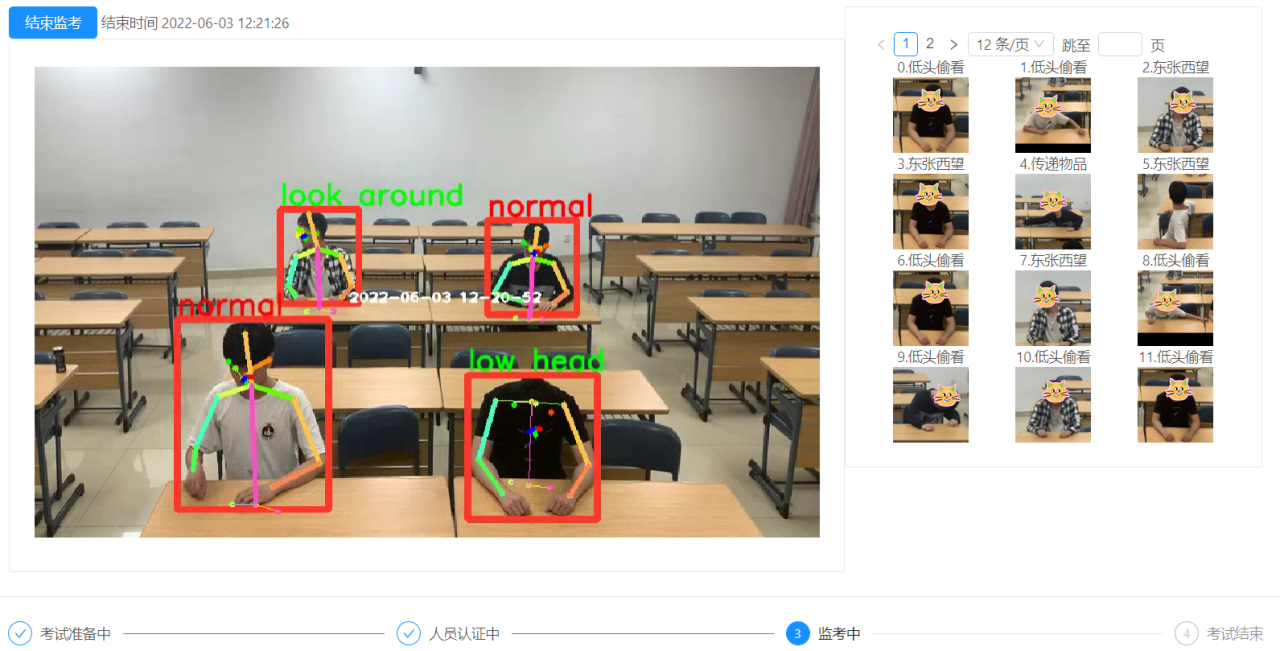 结束监考 结束时间 2022-06-03 12:21:26
look around
normal
2022-06-03 12-20-52
normal
low head
1 2 12 条/页 跳至 页
0.低头偷看 1.低头偷看 2.东张西望
3.东张西望 4.传递物品 5.东张西望
6.低头偷看 7.东张西望 8.低头偷看
9.低头偷看 10.低头偷看 11.低头偷看
考试准备中 人员认证中 3 监考中 4 考试结束